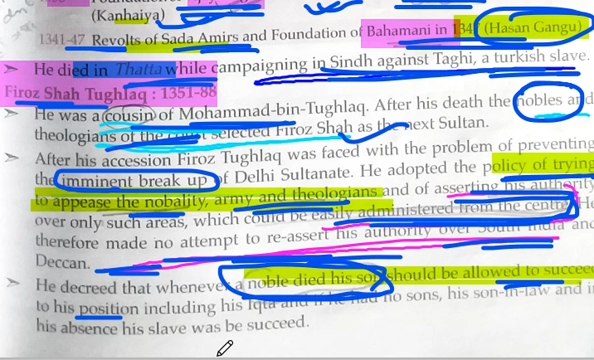 (Kanhaiya)
1341-47 Revolts of Sada Amirs and Foundation of Bahamani in 134 (Hasan Gangu)
➤ He died in Thatta while campaigning in Sindh against Taghi, a turkish slave.
Firoz Shah Tughlaq : 1351-88
➤ He was a cousin of Mohammad-bin-Tughlaq. After his death the nobles and
theologians of the court selected Firoz Shah as the next Sultan.
➤ After his accession Firoz Tughlaq was faced with the problem of preventing
the imminent break up of Delhi Sultanate. He adopted the policy of trying
to appease the nobality, army and theologians and of asserting his authority
over only such areas, which could be easily administered from the centre. He
therefore made no attempt to re-assert his authority over South India and
Deccan.
➤ He decreed that whenever a noble died his son should be allowed to succeed
to his position including his Iqta and if he had no sons, his son-in-law and in
his absence his slave was be succeed.